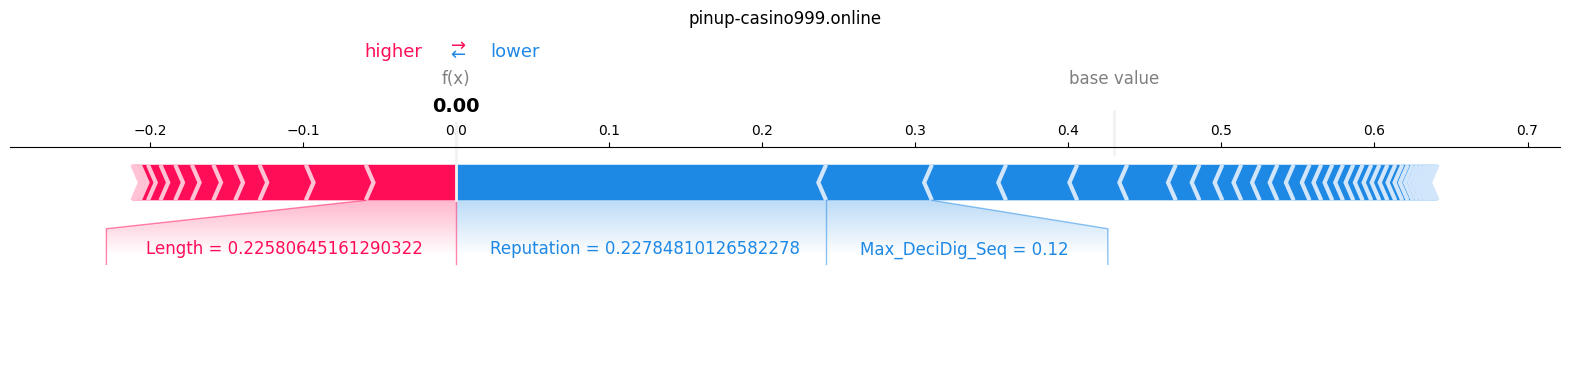 pinup-casino999.online
higher ⇄ lower
f(x)
base value
0.00
−0.2 −0.1 0.0 0.1 0.2 0.3 0.4 0.5 0.6 0.7
Length = 0.22580645161290322
Reputation = 0.22784810126582278
Max_DeciDig_Seq = 0.12